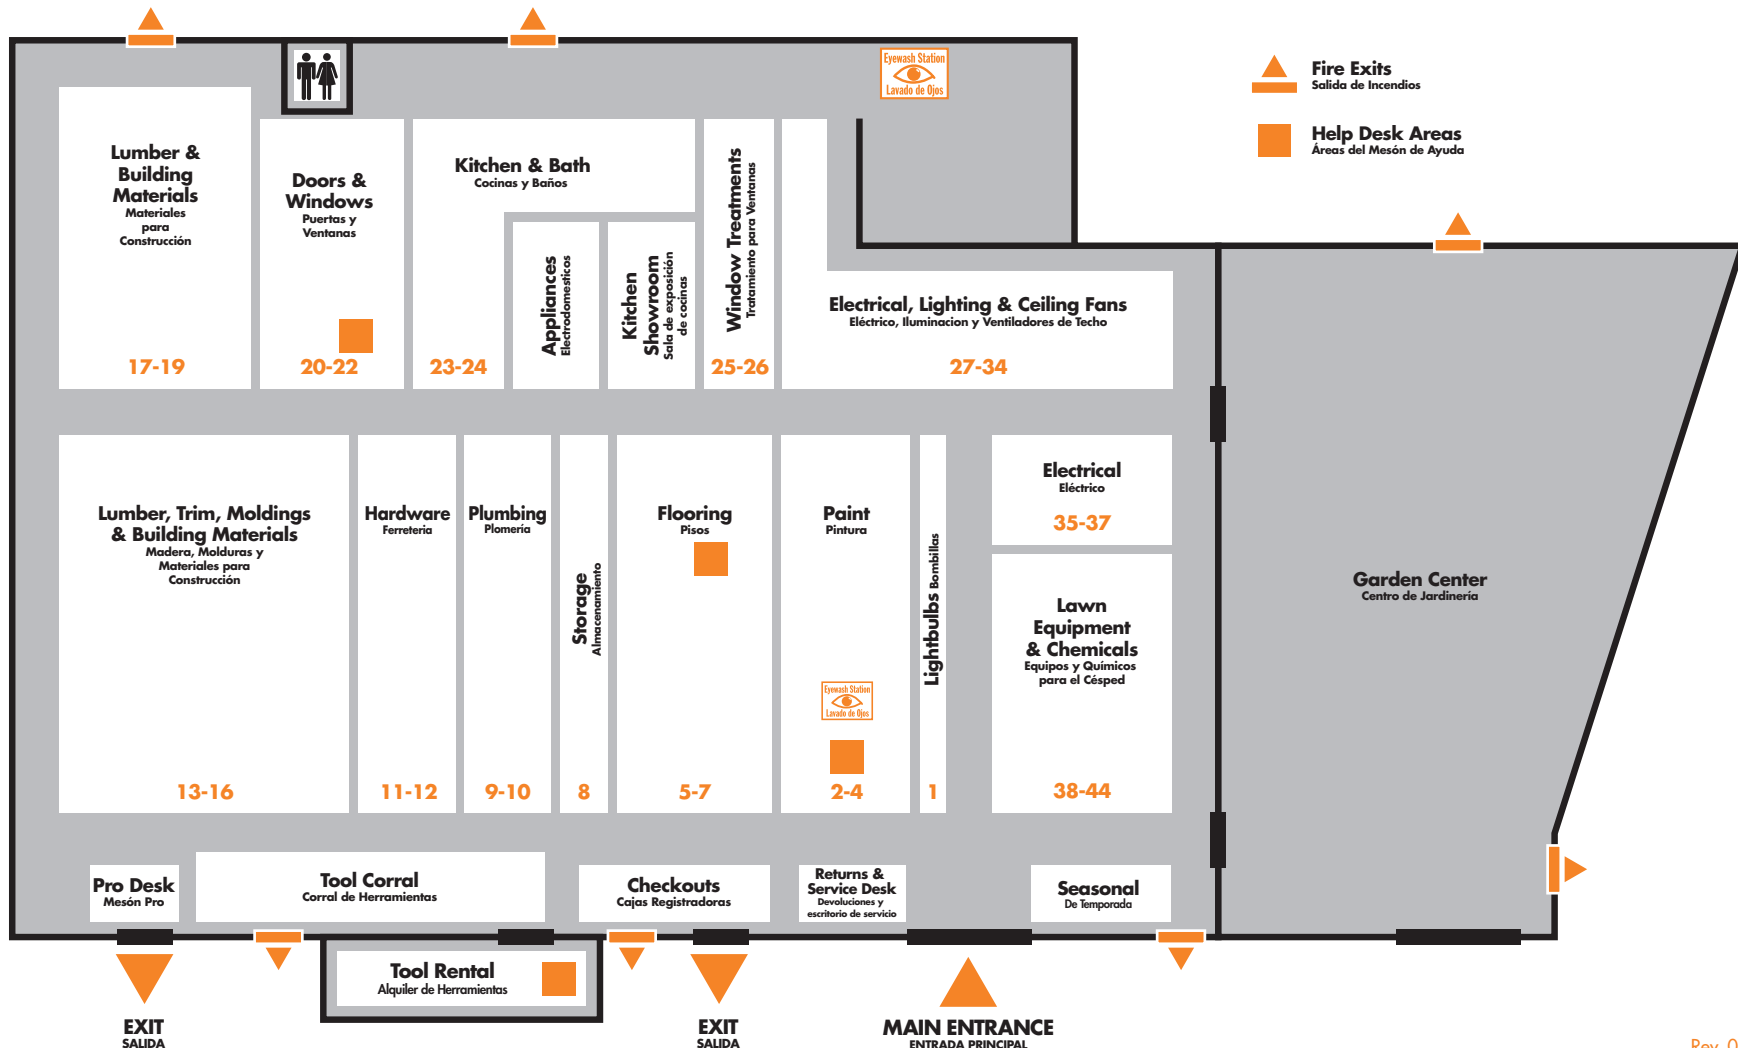 Eyewash Station
Lavado de Ojos
Fire Exits
Salida de Incendios
Help Desk Areas
Áreas del Mesón de Ayuda
Lumber &
Building
Materials
Materiales
para
Construcción
17-19
Doors &
Windows
Puertas y
Ventanas
20-22
Kitchen & Bath
Cocinas y Baños
23-24
Appliances
Electrodomesticos
Kitchen
Showroom
Sala de exposición
de cocinas
Window Treatments
Tratamiento para Ventanas
25-26
Electrical, Lighting & Ceiling Fans
Eléctrico, Iluminacion y Ventiladores de Techo
27-34
Lumber, Trim, Moldings
& Building Materials
Madera, Molduras y
Materiales para
Construcción
13-16
Hardware
Ferreteria
11-12
Plumbing
Plomería
9-10
Storage
Almacenamiento
8
Flooring
Pisos
5-7
Paint
Pintura
Eyewash Station
Lavado de Ojos
2-4
Lightbulbs Bombillas
1
Electrical
Eléctrico
35-37
Lawn
Equipment
& Chemicals
Equipos y Químicos
para el Césped
38-44
Garden Center
Centro de Jardinería
Pro Desk
Mesón Pro
Tool Corral
Corral de Herramientas
Checkouts
Cajas Registradoras
Returns &
Service Desk
Devoluciones y
escritorio de servicio
Seasonal
De Temporada
Tool Rental
Alquiler de Herramientas
EXIT
SALIDA
EXIT
SALIDA
MAIN ENTRANCE
ENTRADA PRINCIPAL
Rev. 0